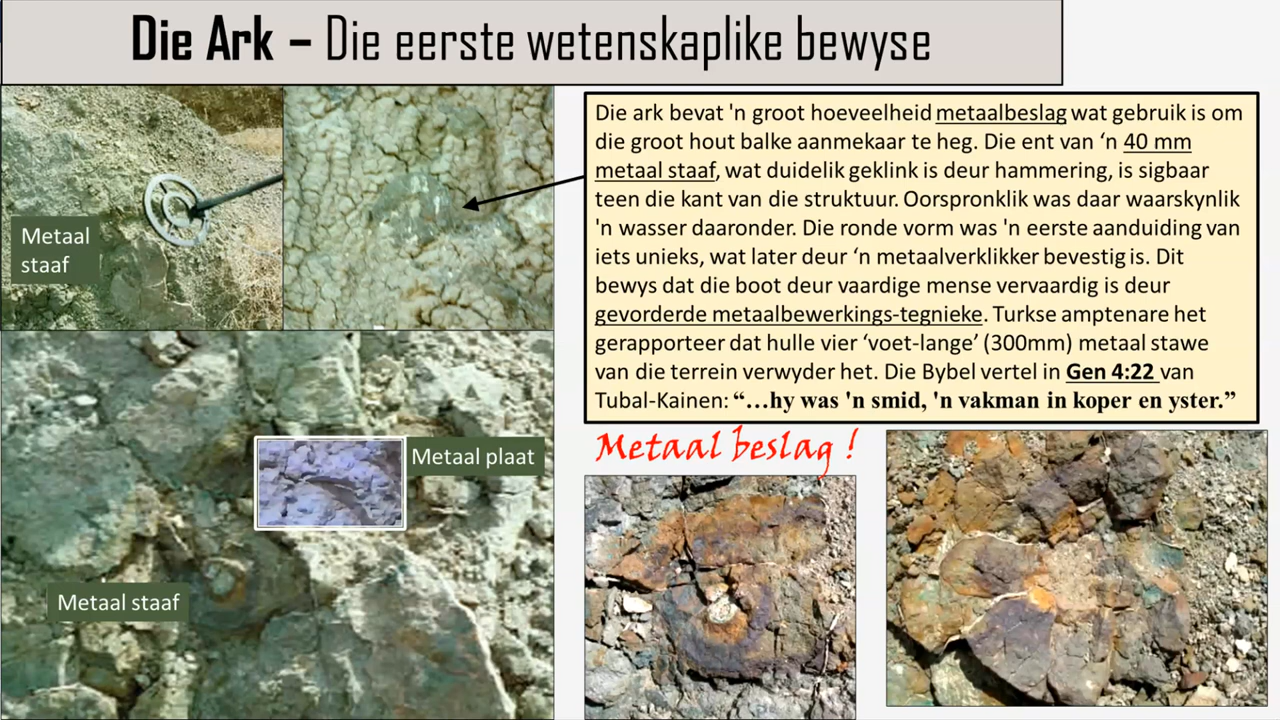 Die Ark – Die eerste wetenskaplike bewyse
Metaal
staaf
Die ark bevat 'n groot hoeveelheid metaalbeslag wat gebruik is om
die groot hout balke aanmekaar te heg. Die ent van ‘n 40 mm
metaal staaf, wat duidelik geklink is deur hammering, is sigbaar
teen die kant van die struktuur. Oorspronklik was daar waarskynlik
'n wasser daaronder. Die ronde vorm was 'n eerste aanduiding van
iets unieks, wat later deur ‘n metaalverklikker bevestig is. Dit
bewys dat die boot deur vaardige mense vervaardig is deur
gevorderde metaalbewerkings-tegnieke. Turkse amptenare het
gerapporteer dat hulle vier ‘voet-lange’ (300mm) metaal stawe
van die terrein verwyder het. Die Bybel vertel in Gen 4:22 van
Tubal-Kainen: “…hy was 'n smid, 'n vakman in koper en yster.”
Metaal plaat
Metaal staaf
Metaal beslag !